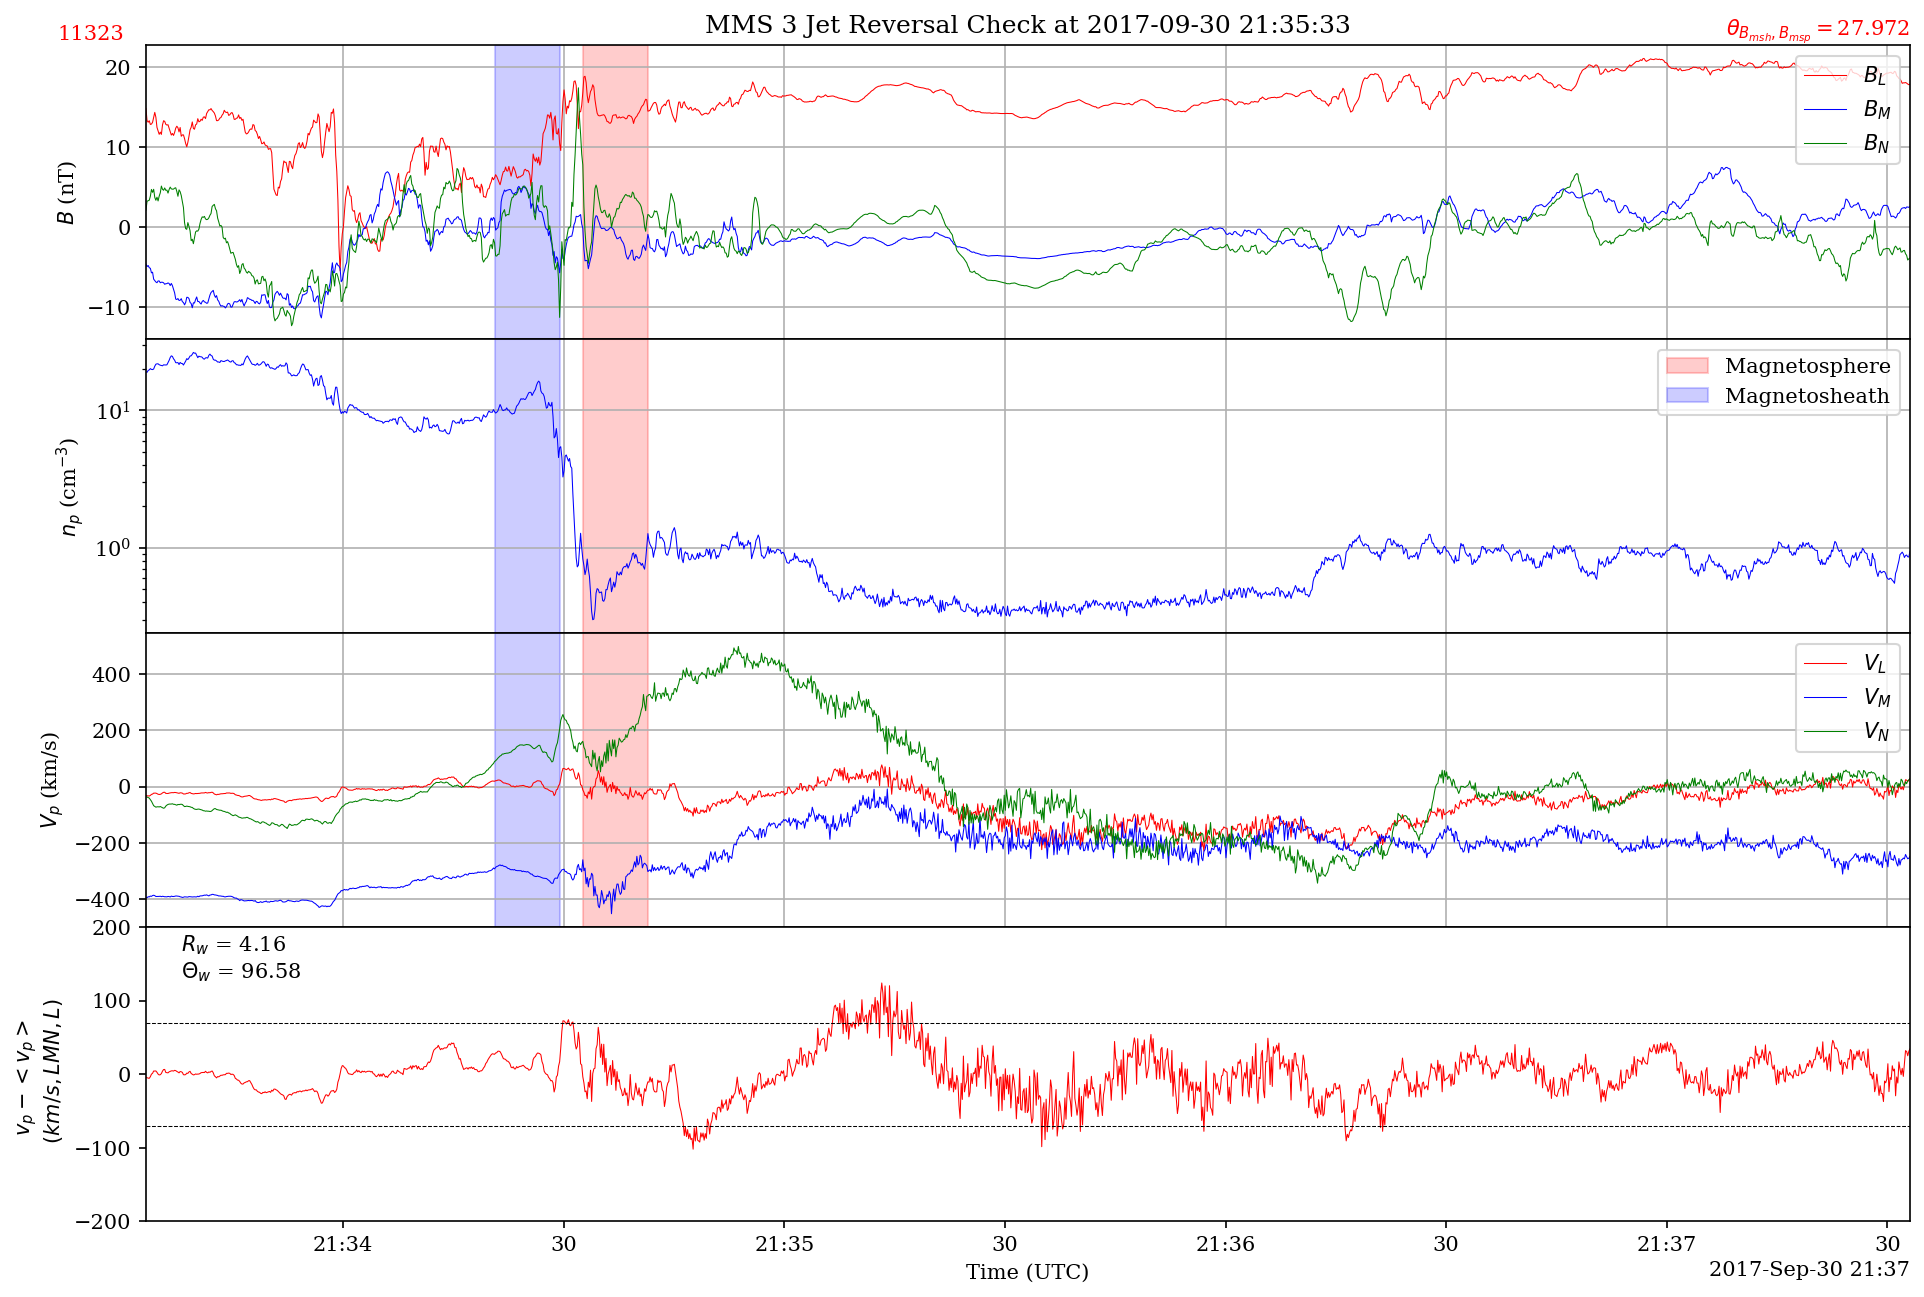 MMS 3 Jet Reversal Check at 2017-09-30 21:35:33
11323
θ_{B_{msh}, B_{msp}} = 27.972
20
10
0
−10
B (nT)
B_L
B_M
B_N
10^1
10^0
n_p (cm^{−3})
Magnetosphere
Magnetosheath
400
200
0
−200
−400
V_p (km/s)
V_L
V_M
V_N
200
100
0
−100
−200
v_p − < v_p >
(km/s, LMN, L)
R_w = 4.16
Θ_w = 96.58
21:34 30 21:35 30 21:36 30 21:37 30
Time (UTC)
2017-Sep-30 21:37